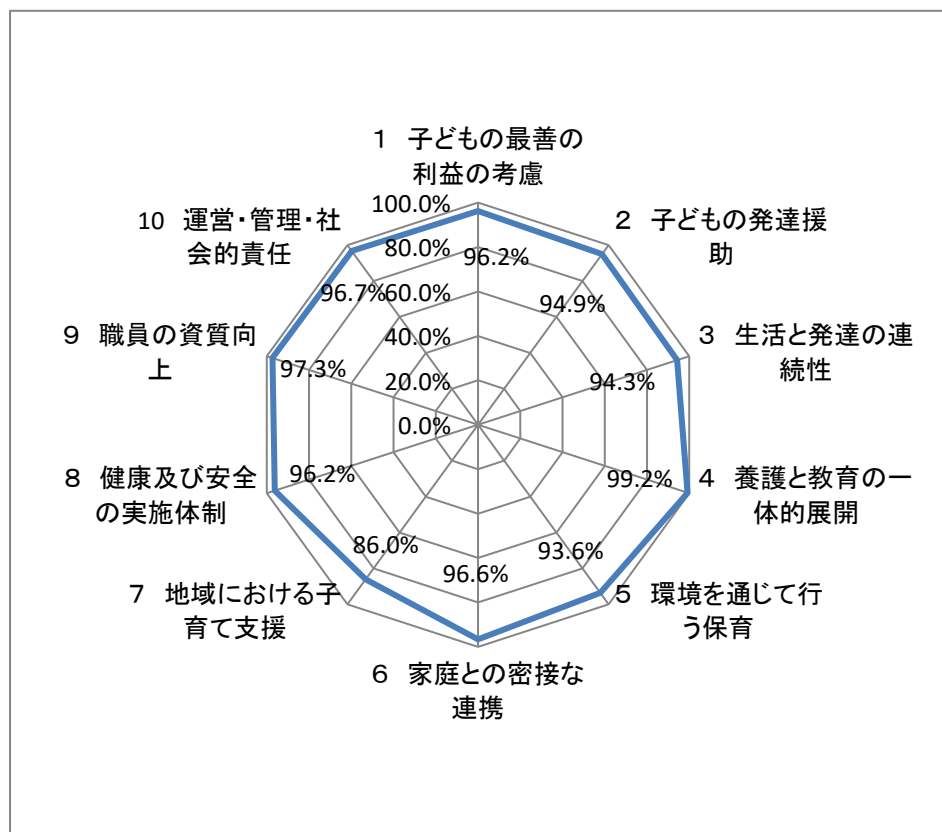 1 子どもの最善の
利益の考慮
2 子どもの発達援
助
3 生活と発達の連
続性
4 養護と教育の一
体的展開
5 環境を通じて行
う保育
6 家庭との密接な
連携
7 地域における子
育て支援
8 健康及び安全
の実施体制
9 職員の資質向
上
10 運営・管理・社
会的責任
100.0%
80.0%
60.0%
40.0%
20.0%
0.0%
96.2%
94.9%
94.3%
99.2%
93.6%
96.6%
86.0%
96.2%
97.3%
96.7%